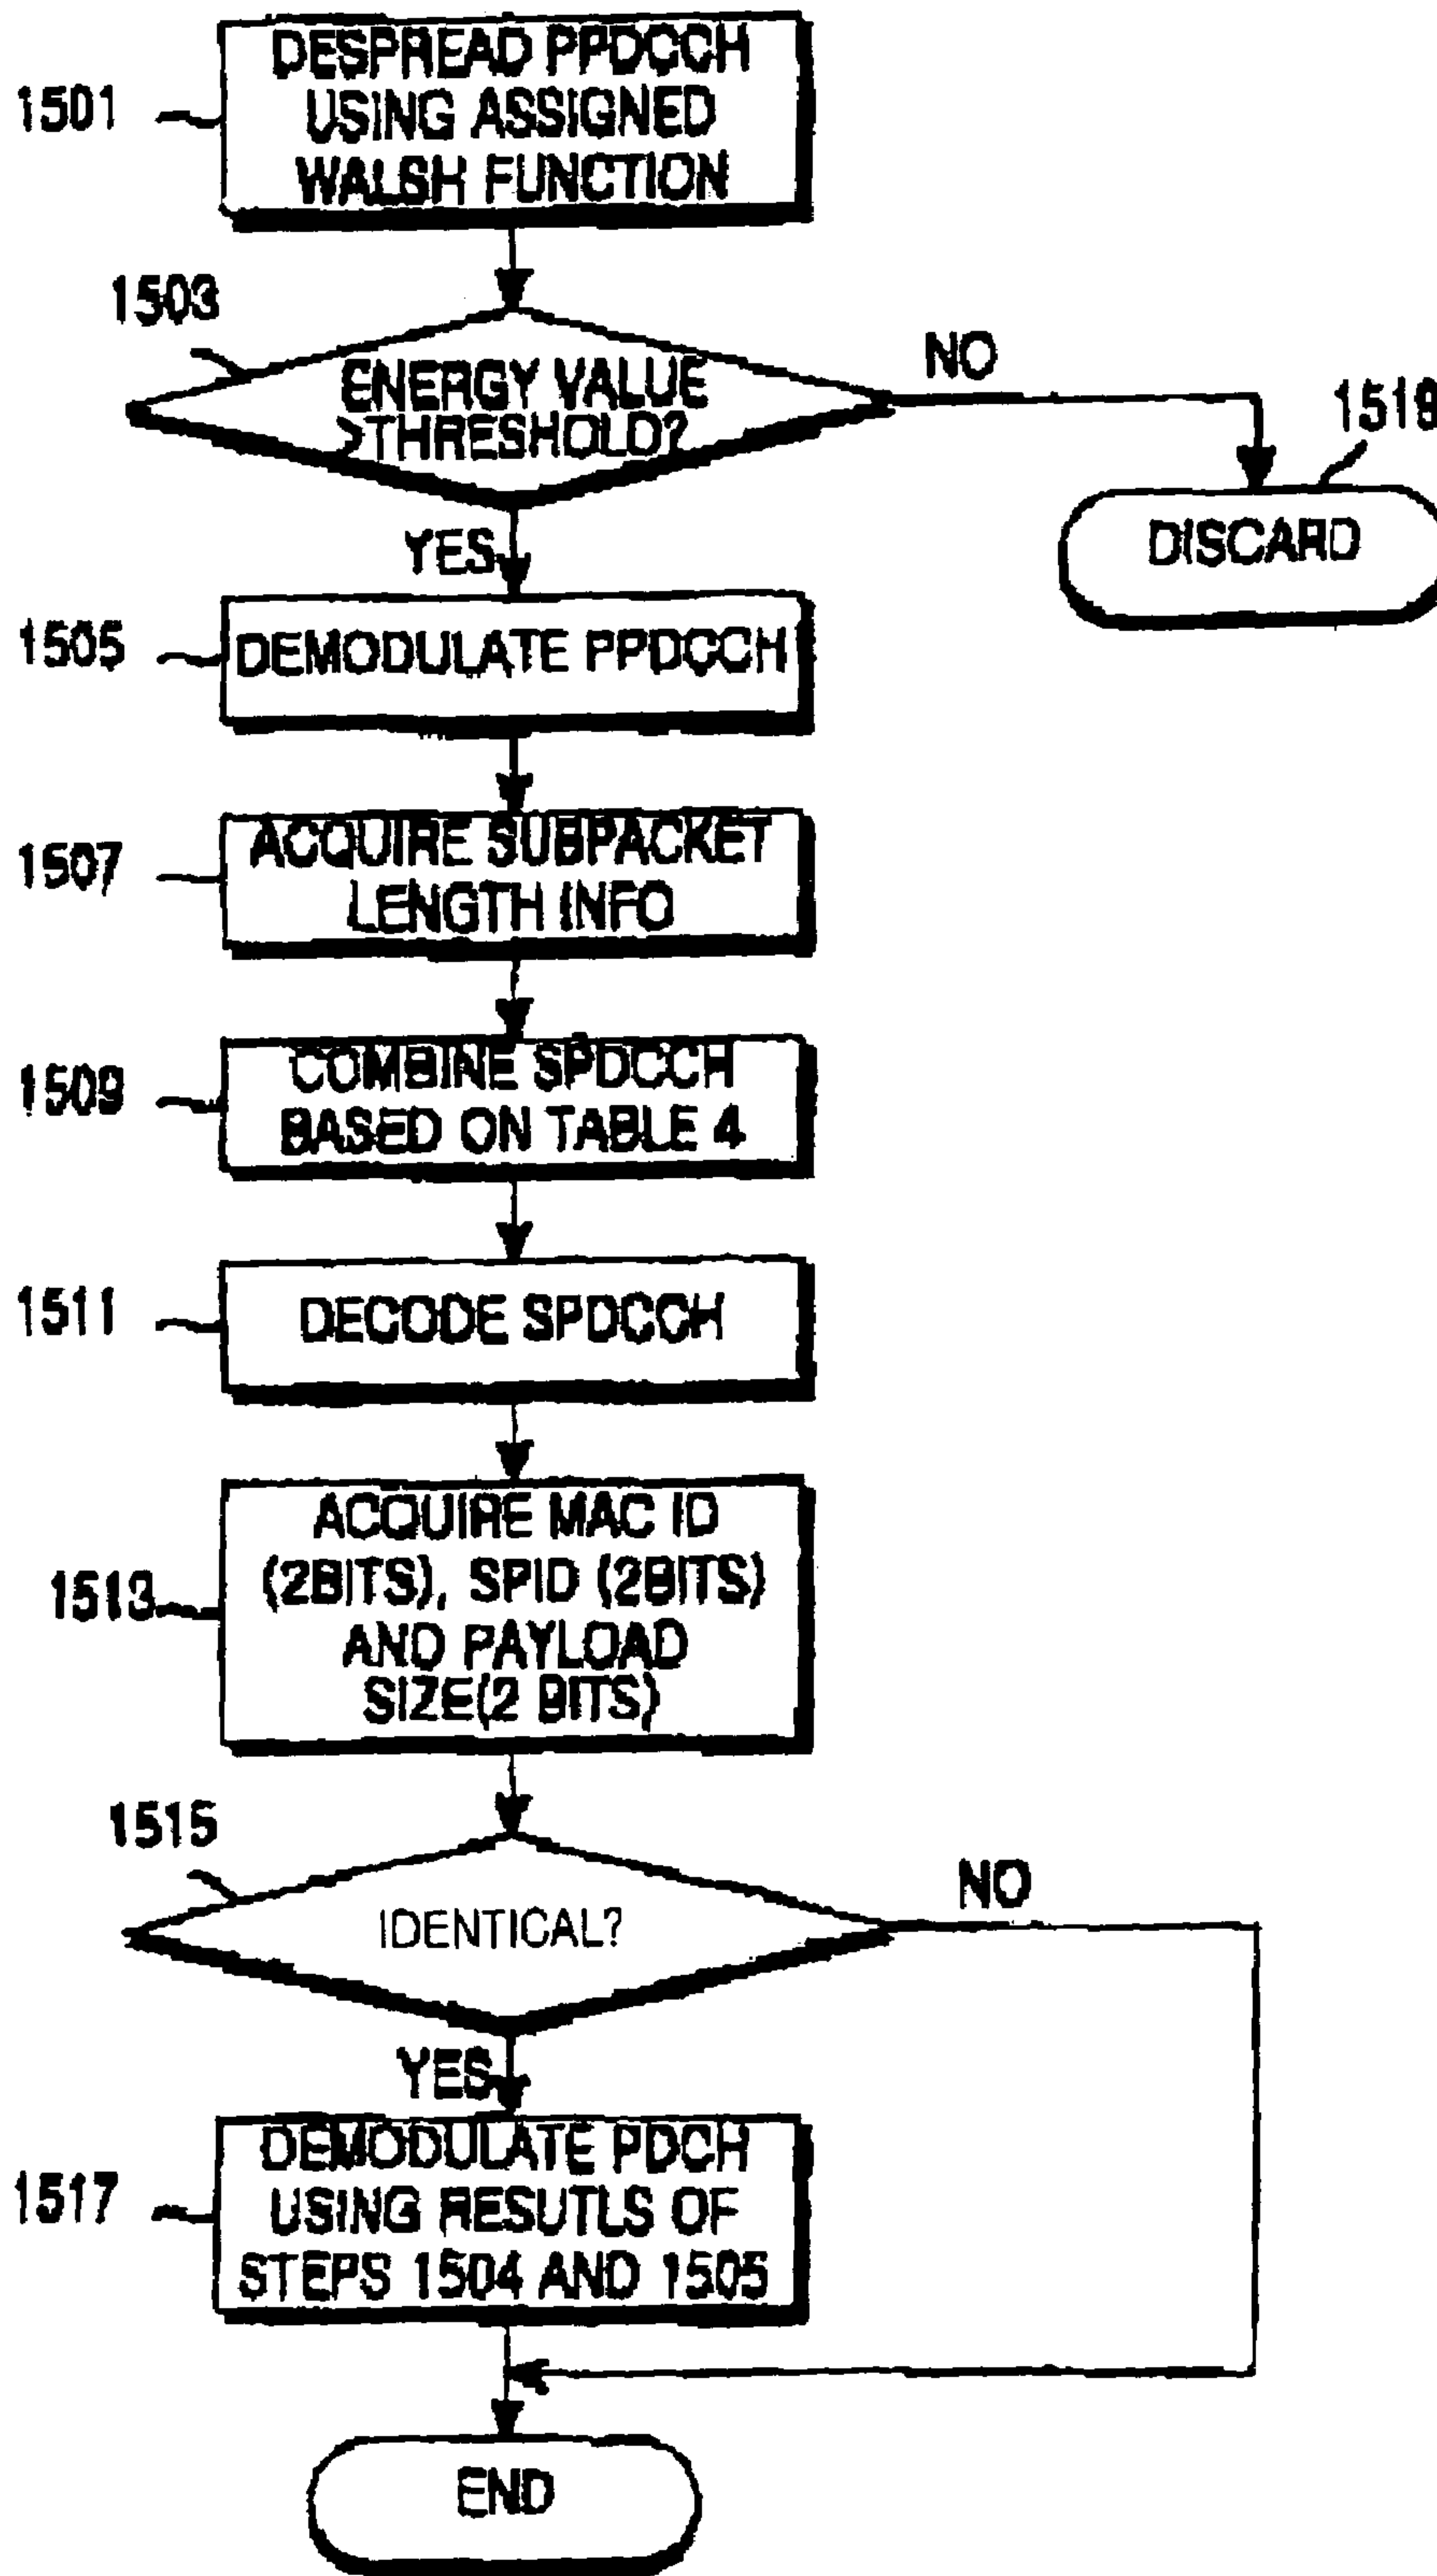 DESPREAD PPDCCH
USING ASSIGNED
WALSH FUNCTION
1501
1503
ENERGY VALUE
>THRESHOLD?
NO
1519
DISCARD
YES
1505
DEMODULATE PPDCCH
1507
ACQUIRE SUBPACKET
LENGTH INFO
1509
COMBINE SPDCCH
BASED ON TABLE 4
1511
DECODE SPDCCH
1513
ACQUIRE MAC ID
(2BITS), SPID (2BITS)
AND PAYLOAD
SIZE(2 BITS)
1515
IDENTICAL?
NO
YES
1517
DEMODULATE PDCH
USING RESUTLS OF
STEPS 1504 AND 1505
END